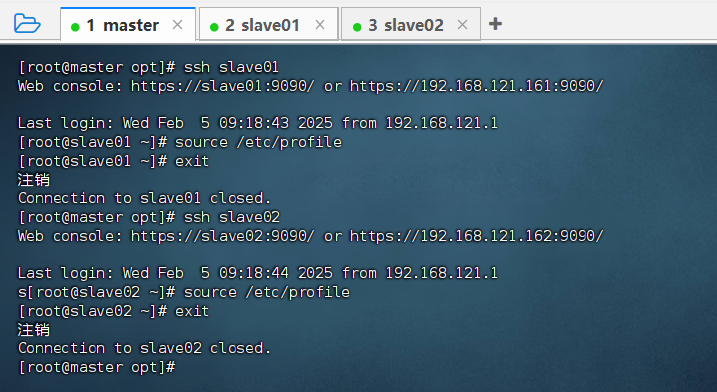 1 master × 2 slave01 × 3 slave02 × +
[root@master opt]# ssh slave01
Web console: https://slave01:9090/ or https://192.168.121.161:9090/
Last login: Wed Feb  5 09:18:43 2025 from 192.168.121.1
[root@slave01 ~]# source /etc/profile
[root@slave01 ~]# exit
注销
Connection to slave01 closed.
[root@master opt]# ssh slave02
Web console: https://slave02:9090/ or https://192.168.121.162:9090/
Last login: Wed Feb  5 09:18:44 2025 from 192.168.121.1
s[root@slave02 ~]# source /etc/profile
[root@slave02 ~]# exit
注销
Connection to slave02 closed.
[root@master opt]#